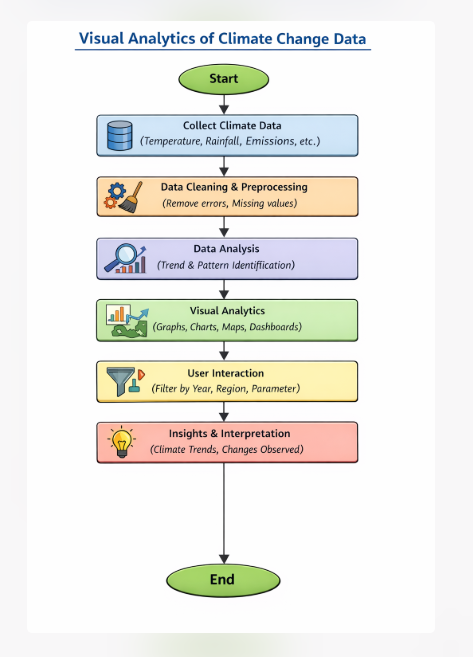 Visual Analytics of Climate Change Data
Start
Collect Climate Data
(Temperature, Rainfall, Emissions, etc.)
Data Cleaning & Preprocessing
(Remove errors, Missing values)
Data Analysis
(Trend & Pattern Identifiication)
Visual Analytics
(Graphs, Charts, Maps, Dashboards)
User Interaction
(Filter by Year, Region, Parameter)
Insights & Interpretation
(Climate Trends, Changes Observed)
End